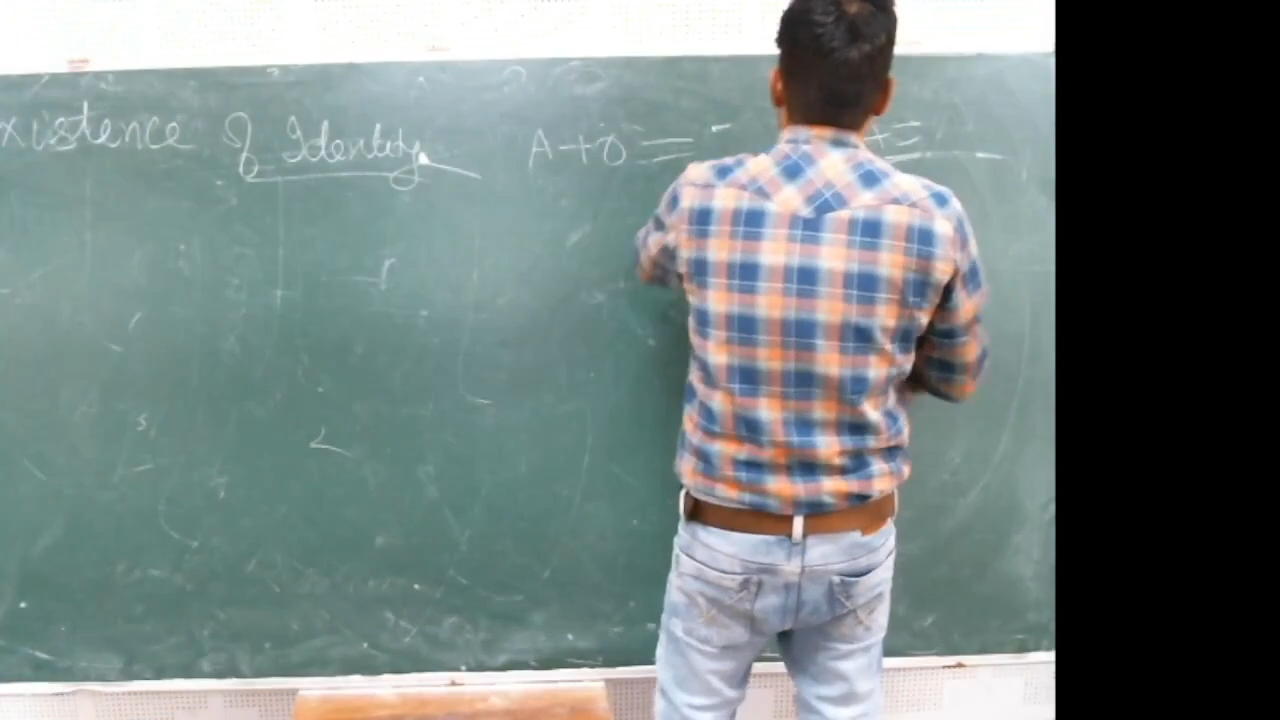 xistence of Identity A+0 =